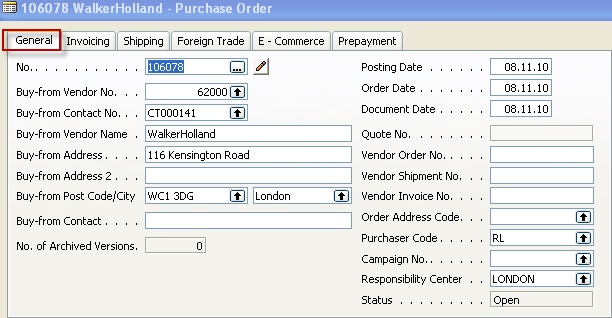 106078 WalkerHolland - Purchase Order
General Invoicing Shipping Foreign Trade E - Commerce Prepayment
No. . . . . . . . . . . 106078 ... Posting Date . . . . . . 08.11.10
Buy-from Vendor No. . . . 62000 Order Date . . . . . . . 08.11.10
Buy-from Contact No. . . . CT000141 Document Date . . . . . 08.11.10
Buy-from Vendor Name . WalkerHolland Quote No. . . . . . . .
Buy-from Address . . . . 116 Kensington Road Vendor Order No. . . . .
Buy-from Address 2 . . . Vendor Shipment No. . . .
Buy-from Post Code/City WC1 3DG London Vendor Invoice No. . . .
Buy-from Contact . . . . Order Address Code. . . .
No. of Archived Versions. 0 Purchaser Code . . . . . RL
Campaign No. . . . . . . .
Responsibility Center . . LONDON
Status . . . . . . . . . Open